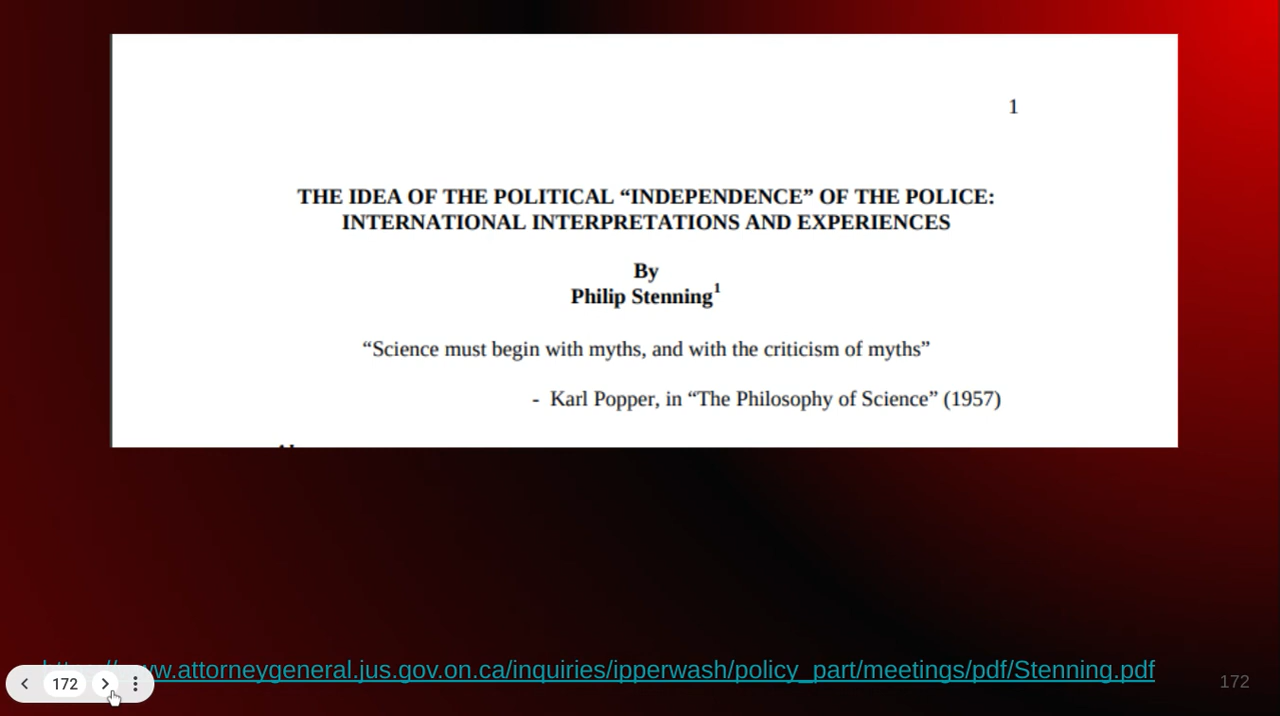 1
THE IDEA OF THE POLITICAL “INDEPENDENCE” OF THE POLICE:
INTERNATIONAL INTERPRETATIONS AND EXPERIENCES
By
Philip Stenning1
“Science must begin with myths, and with the criticism of myths”
- Karl Popper, in “The Philosophy of Science” (1957)
https://www.attorneygeneral.jus.gov.on.ca/inquiries/ipperwash/policy_part/meetings/pdf/Stenning.pdf
172
172